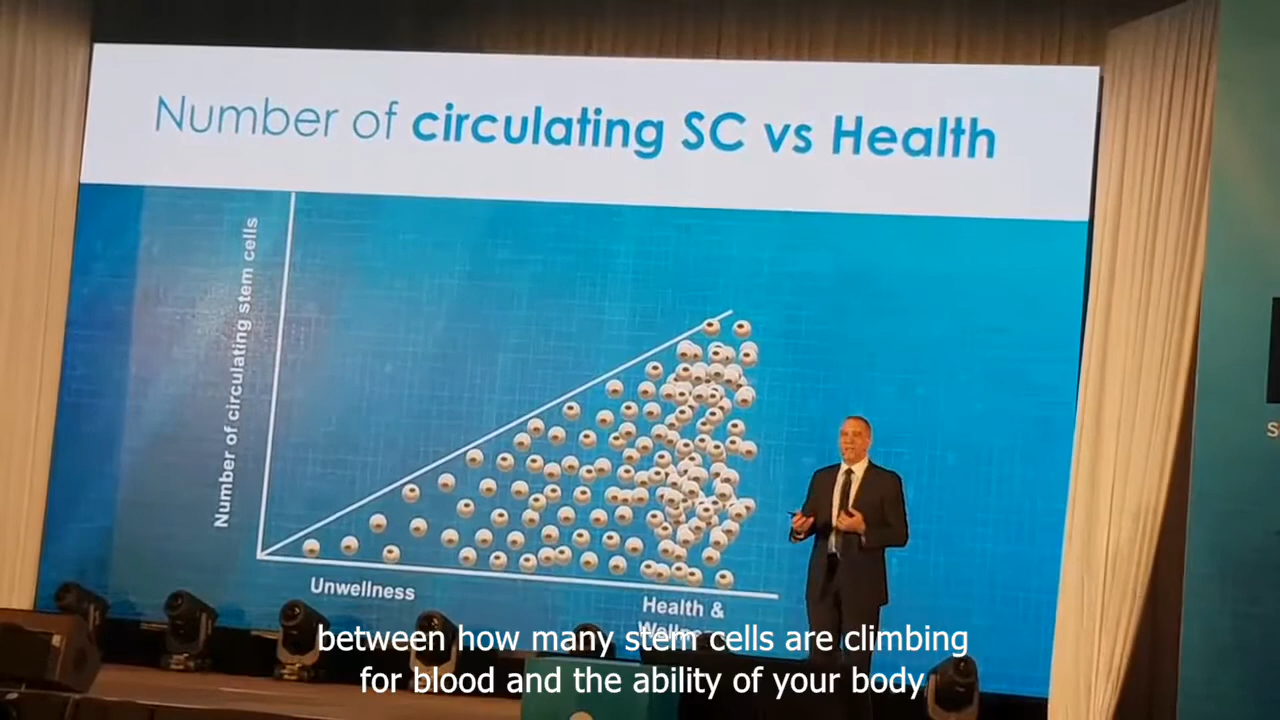 Number of circulating SC vs Health
Number of circulating stem cells
Unwellness
Health &
between how many stem cells are climbing
for blood and the ability of your body